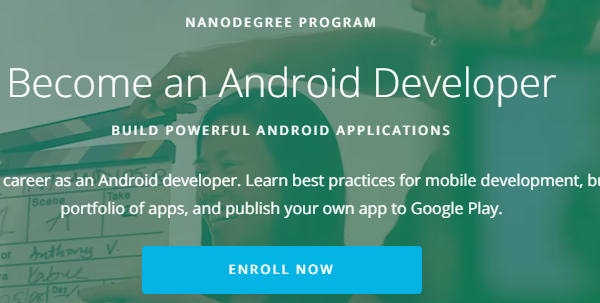 NANODEGREE PROGRAM
Become an Android Developer
BUILD POWERFUL ANDROID APPLICATIONS
career as an Android developer. Learn best practices for mobile development,
portfolio of apps, and publish your own app to Google Play.
Scene
Take
Anthony V.
ENROLL NOW